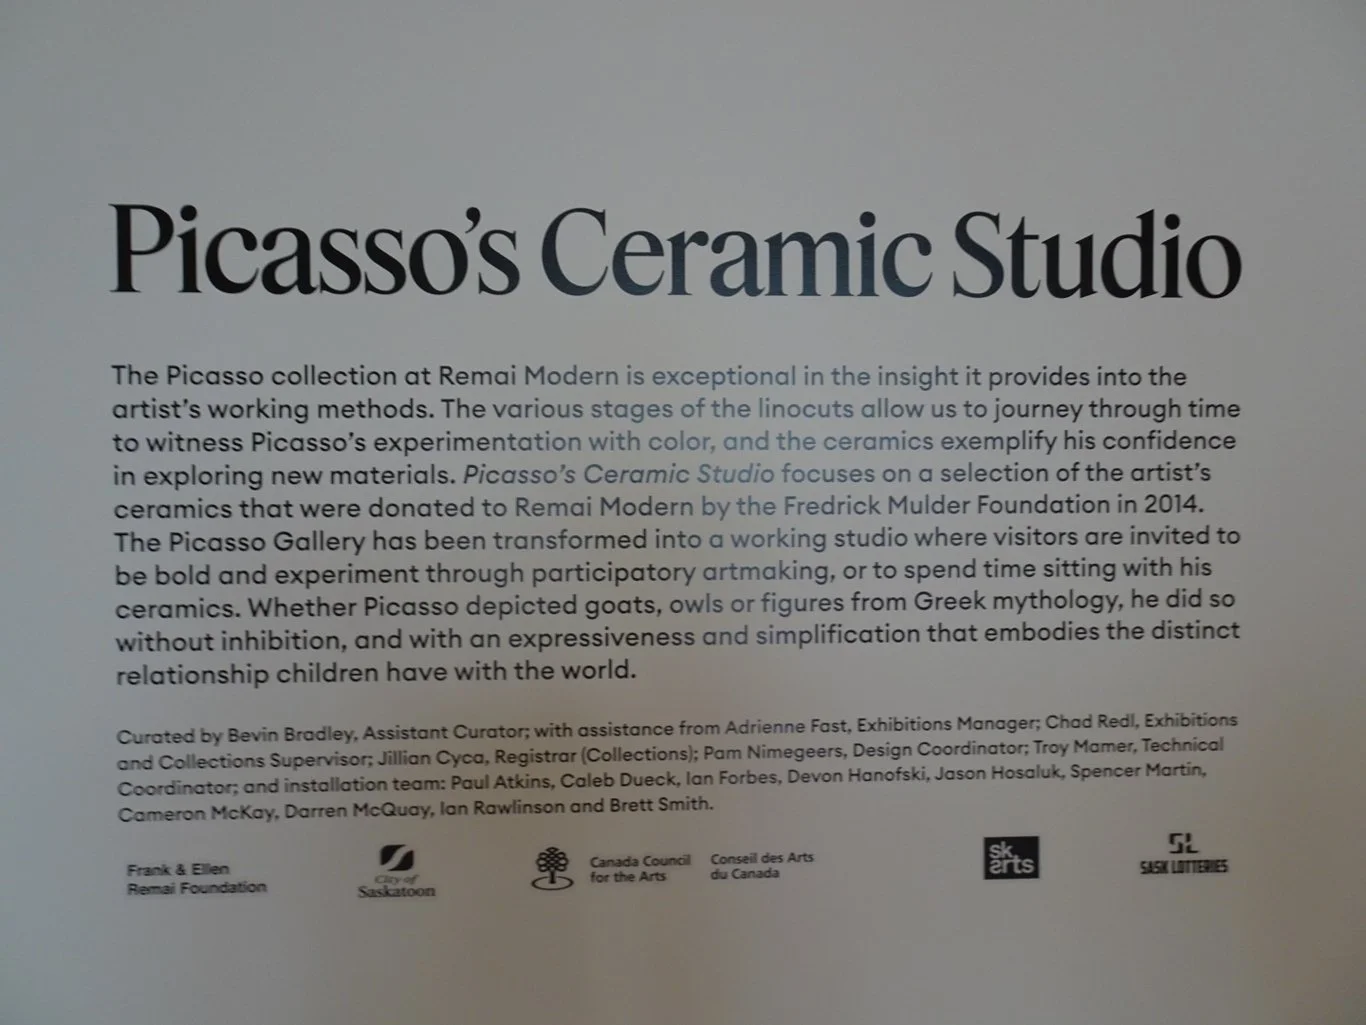 Picasso's Ceramic Studio
The Picasso collection at Remai Modern is exceptional in the insight it provides into the
artist's working methods. The various stages of the linocuts allow us to journey through time
to witness Picasso's experimentation with color, and the ceramics exemplify his confidence
in exploring new materials. Picasso's Ceramic Studio focuses on a selection of the artist's
ceramics that were donated to Remai Modern by the Fredrick Mulder Foundation in 2014.
The Picasso Gallery has been transformed into a working studio where visitors are invited to
be bold and experiment through participatory artmaking, or to spend time sitting with his
ceramics. Whether Picasso depicted goats, owls or figures from Greek mythology, he did so
without inhibition, and with an expressiveness and simplification that embodies the distinct
relationship children have with the world.
Curated by Bevin Bradley, Assistant Curator; with assistance from Adrienne Fast, Exhibitions Manager; Chad Redl, Exhibitions
and Collections Supervisor; Jillian Cyca, Registrar (Collections); Pam Nimegeers, Design Coordinator; Troy Mamer, Technical
Coordinator; and installation team: Paul Atkins, Caleb Dueck, Ian Forbes, Devon Hanofski, Jason Hosaluk, Spencer Martin,
Cameron McKay, Darren McQuay, Ian Rawlinson and Brett Smith.
Frank & Ellen
Remai Foundation
City of
Saskatoon
Canada Council
for the Arts
Conseil des Arts
du Canada
sk
arts
SL
SASK LOTTERIES